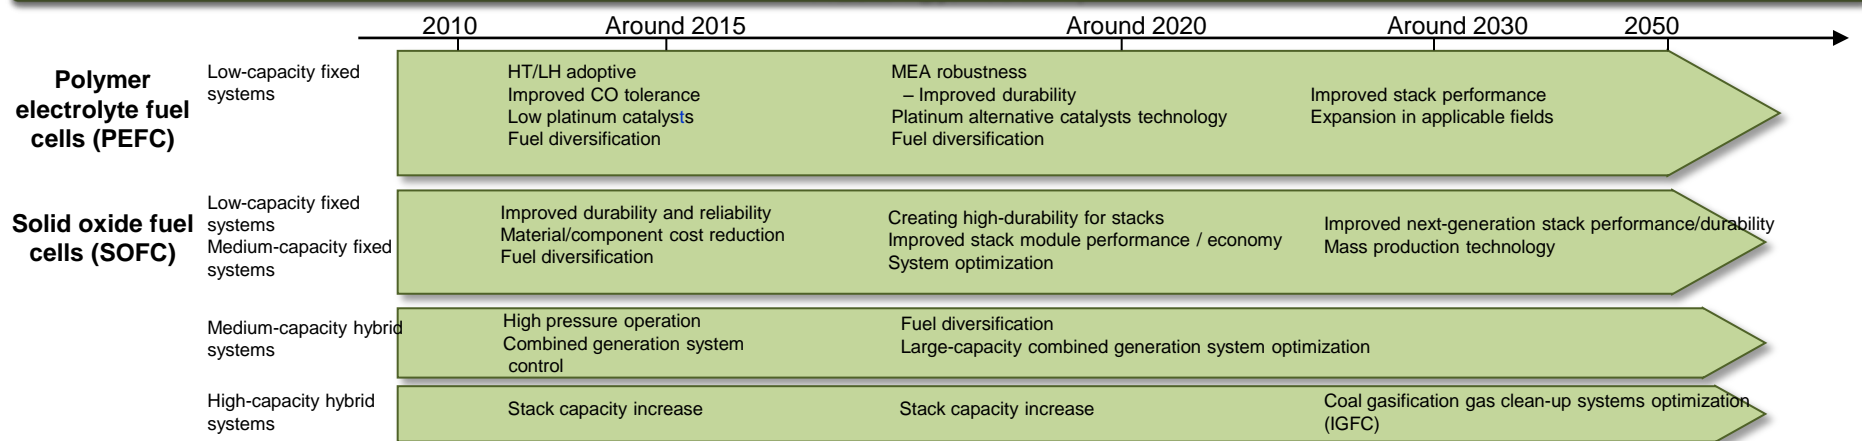 2010
Around 2015
Around 2020
Around 2030
2050
Polymer
electrolyte fuel
cells (PEFC)
Low-capacity fixed
systems
HT/LH adoptive
Improved CO tolerance
Low platinum catalysts
Fuel diversification
MEA robustness
– Improved durability
Platinum alternative catalysts technology
Fuel diversification
Improved stack performance
Expansion in applicable fields
Solid oxide fuel
cells (SOFC)
Low-capacity fixed
systems
Medium-capacity fixed
systems
Improved durability and reliability
Material/component cost reduction
Fuel diversification
Creating high-durability for stacks
Improved stack module performance / economy
System optimization
Improved next-generation stack performance/durability
Mass production technology
Medium-capacity hybrid
systems
High pressure operation
Combined generation system
control
Fuel diversification
Large-capacity combined generation system optimization
High-capacity hybrid
systems
Stack capacity increase
Stack capacity increase
Coal gasification gas clean-up systems optimization
(IGFC)